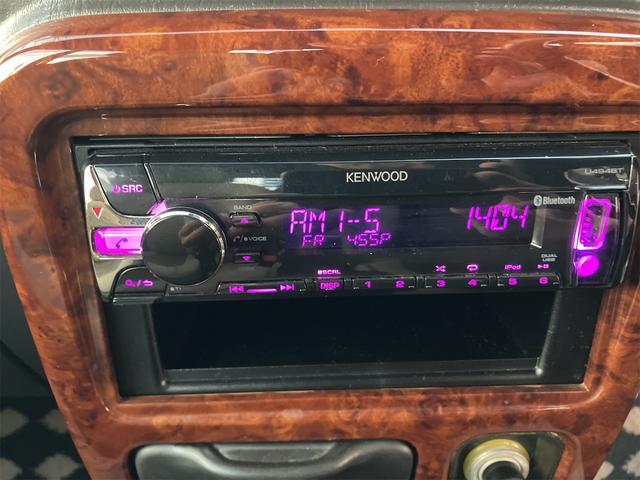 KENWOOD
U494BT
SRC
BAND
Bluetooth
AM1-5 1404
FR 455P
VOICE
DUAL USB
SCRL
iPod
DISP 1 2 3 4 5 6